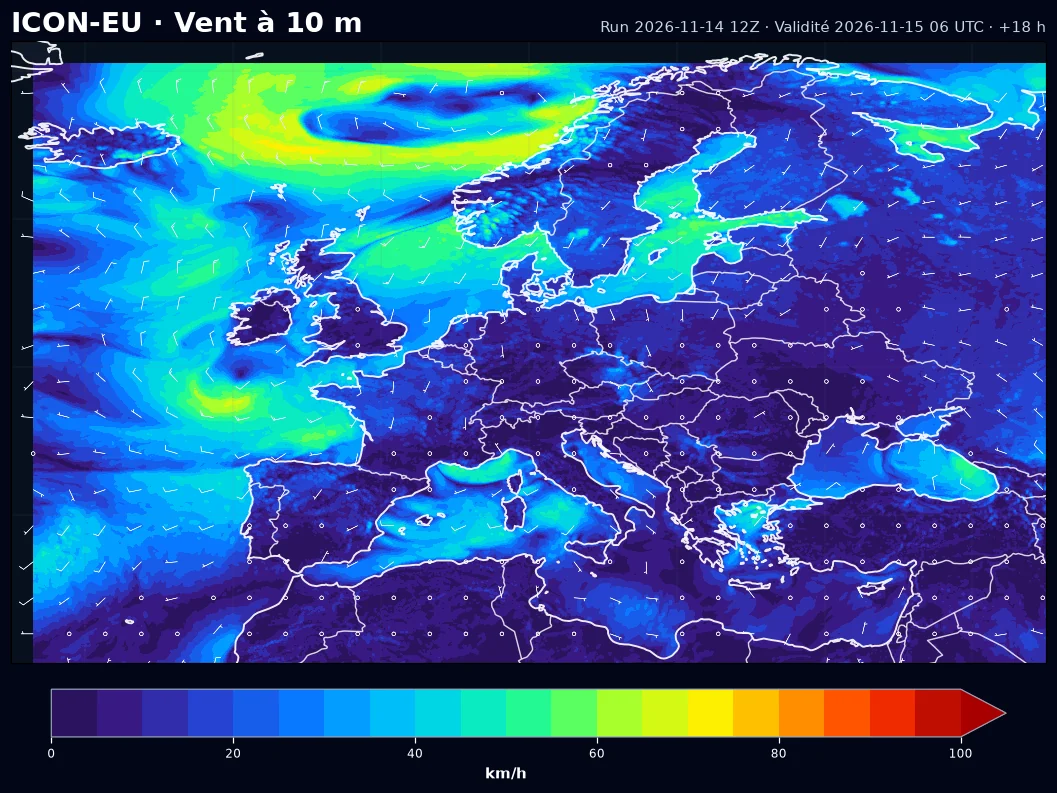 ICON-EU · Vent à 10 m
Run 2026-11-14 12Z · Validité 2026-11-15 06 UTC · +18 h
0 20 40 60 80 100
km/h